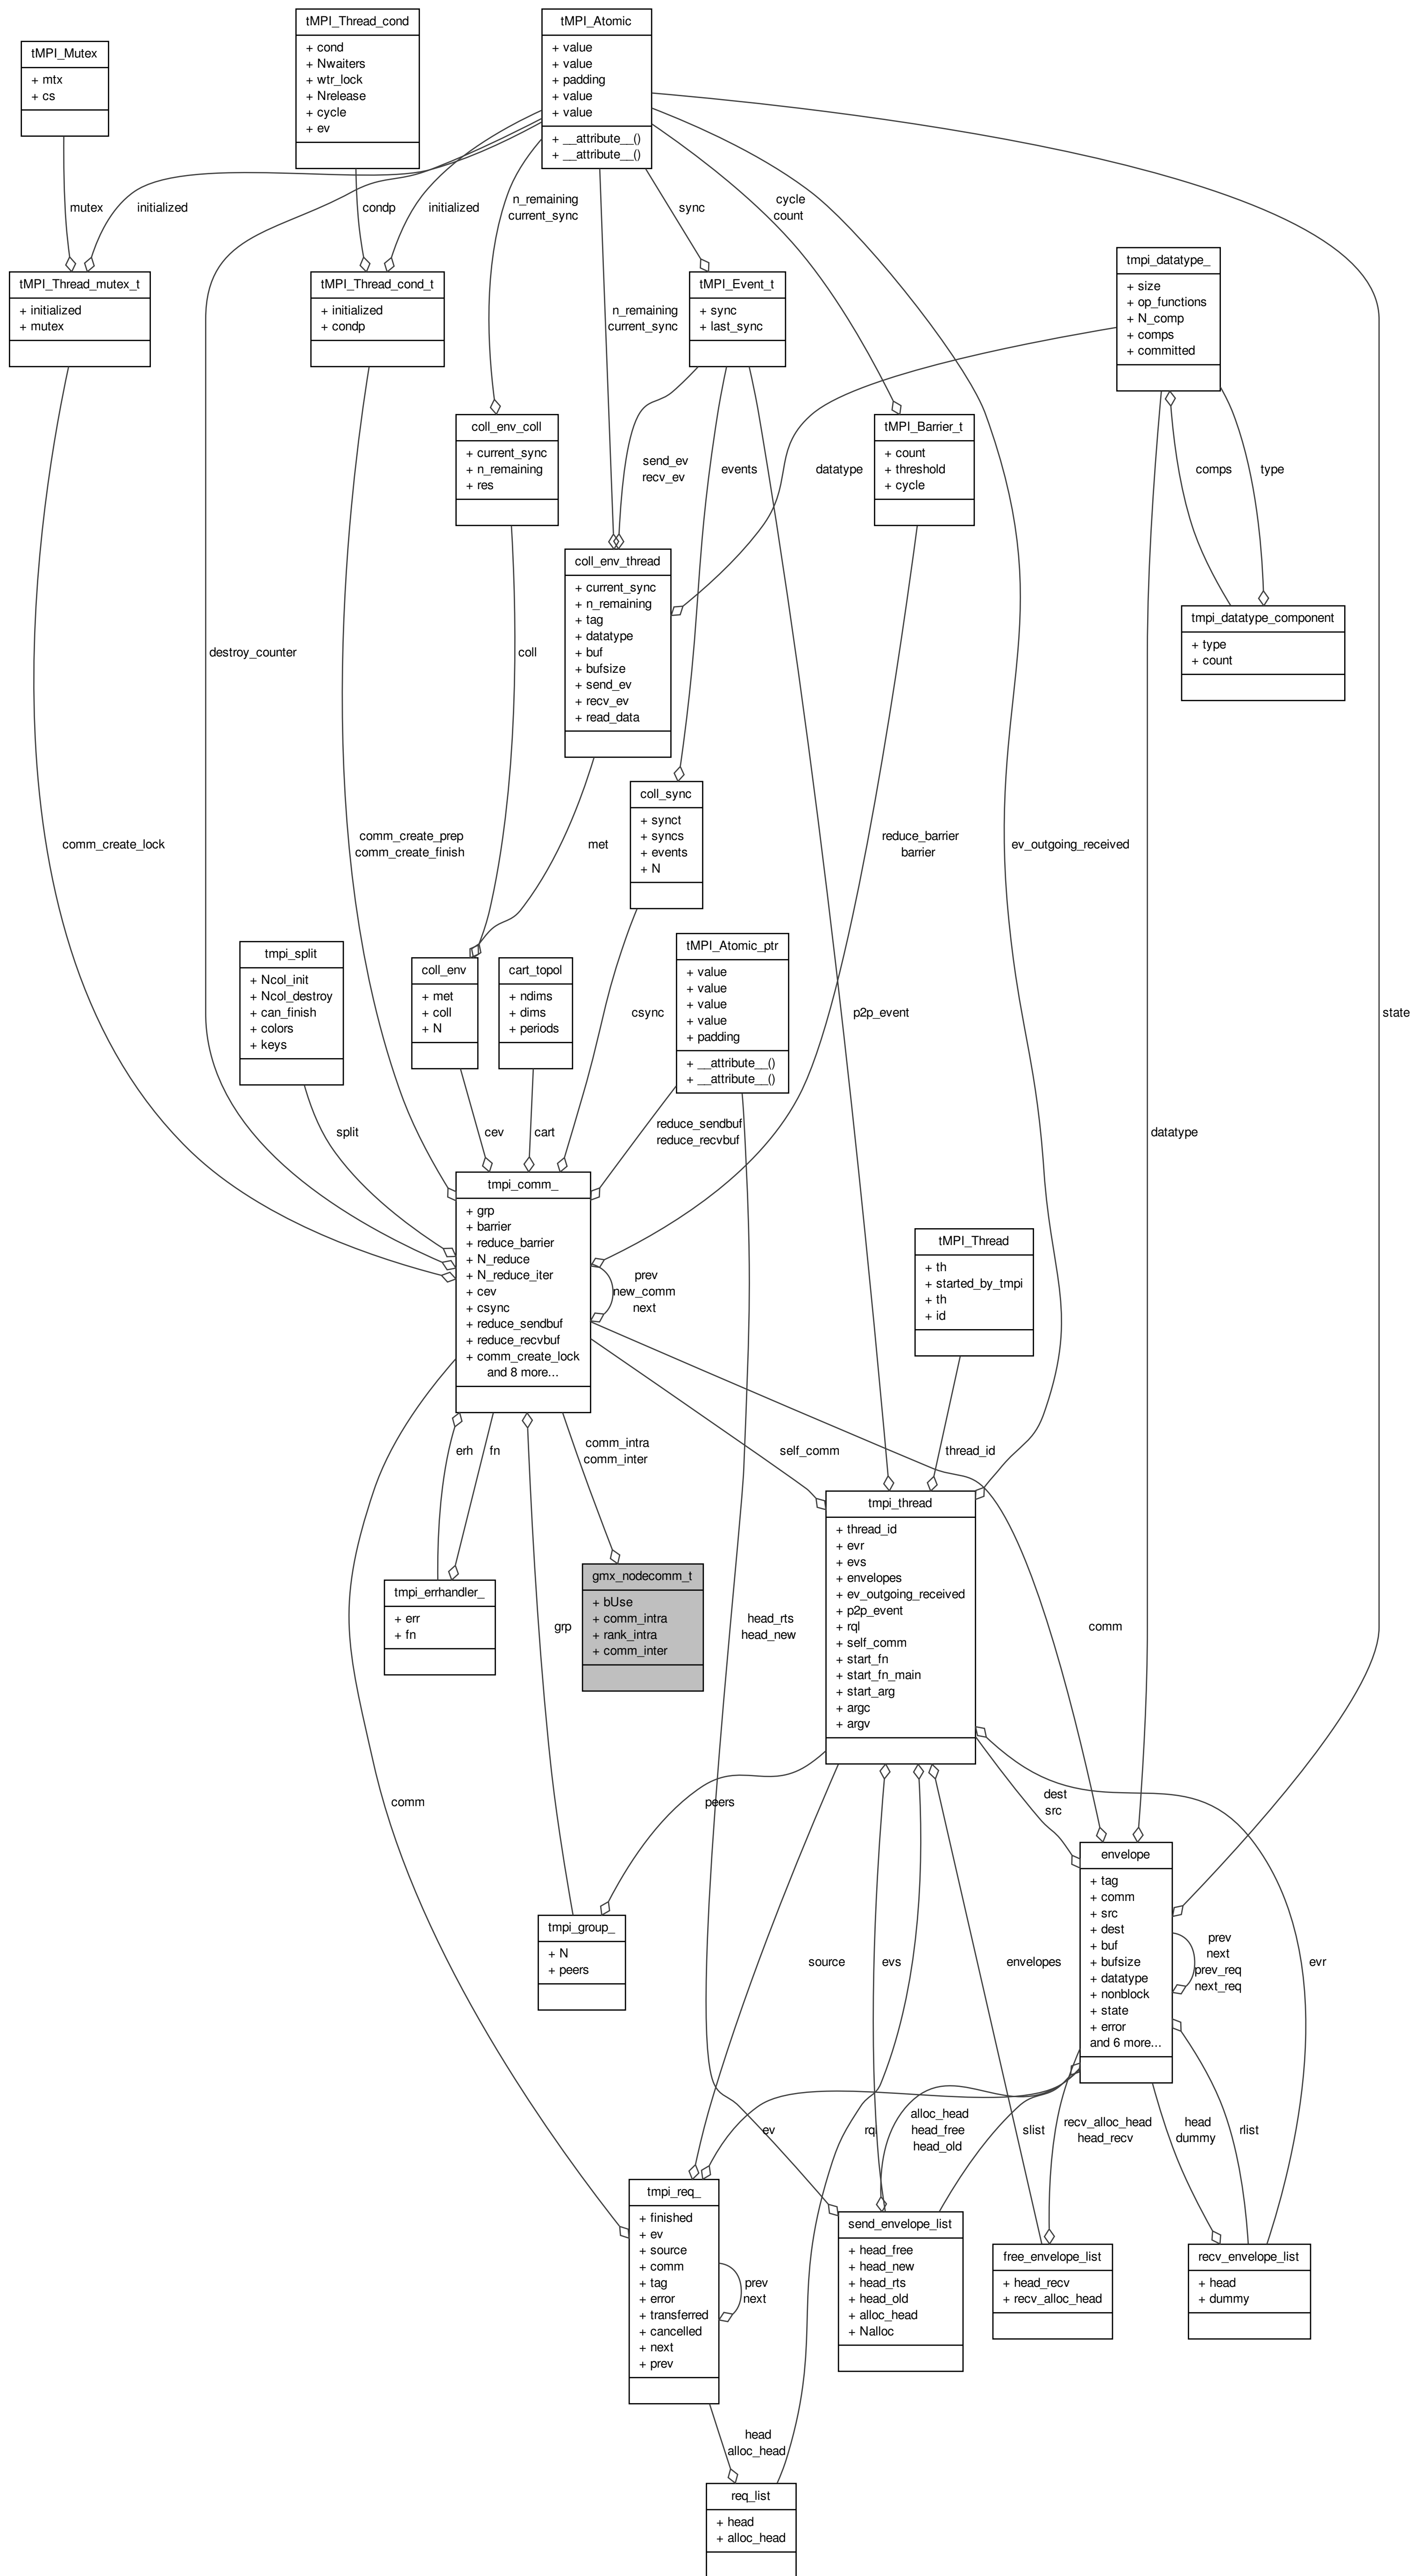 tMPI_Thread_cond
+ cond
+ Nwaiters
+ wtr_lock
+ Nrelease
+ cycle
+ ev
tMPI_Atomic
+ value
+ value
+ padding
+ value
+ value
+ __attribute__()
+ __attribute__()
tMPI_Mutex
+ mtx
+ cs
mutex
initialized
condp
initialized
n_remaining
current_sync
sync
cycle
count
tMPI_Thread_mutex_t
+ initialized
+ mutex
tMPI_Thread_cond_t
+ initialized
+ condp
n_remaining
current_sync
tMPI_Event_t
+ sync
+ last_sync
tmpi_datatype_
+ size
+ op_functions
+ N_comp
+ comps
+ committed
coll_env_coll
+ current_sync
+ n_remaining
+ res
send_ev
recv_ev
events
datatype
tMPI_Barrier_t
+ count
+ threshold
+ cycle
comps
type
destroy_counter
coll
coll_env_thread
+ current_sync
+ n_remaining
+ tag
+ datatype
+ buf
+ bufsize
+ send_ev
+ recv_ev
+ read_data
tmpi_datatype_component
+ type
+ count
comm_create_lock
comm_create_prep
comm_create_finish
met
coll_sync
+ synct
+ syncs
+ events
+ N
reduce_barrier
barrier
ev_outgoing_received
tmpi_split
+ Ncol_init
+ Ncol_destroy
+ can_finish
+ colors
+ keys
coll_env
+ met
+ coll
+ N
cart_topol
+ ndims
+ dims
+ periods
csync
tMPI_Atomic_ptr
+ value
+ value
+ value
+ value
+ padding
+ __attribute__()
+ __attribute__()
p2p_event
state
split
cev
cart
reduce_sendbuf
reduce_recvbuf
datatype
tmpi_comm_
+ grp
+ barrier
+ reduce_barrier
+ N_reduce
+ N_reduce_iter
+ cev
+ csync
+ reduce_sendbuf
+ reduce_recvbuf
+ comm_create_lock
and 8 more...
prev
new_comm
next
tMPI_Thread
+ th
+ started_by_tmpi
+ th
+ id
erh
fn
comm_intra
comm_inter
self_comm
thread_id
tmpi_errhandler_
+ err
+ fn
grp
gmx_nodecomm_t
+ bUse
+ comm_intra
+ rank_intra
+ comm_inter
head_rts
head_new
tmpi_thread
+ thread_id
+ evr
+ evs
+ envelopes
+ ev_outgoing_received
+ p2p_event
+ rql
+ self_comm
+ start_fn
+ start_fn_main
+ start_arg
+ argc
+ argv
comm
comm
peers
dest
src
tmpi_group_
+ N
+ peers
source
evs
envelopes
envelope
+ tag
+ comm
+ src
+ dest
+ buf
+ bufsize
+ datatype
+ nonblock
+ state
+ error
and 6 more...
prev
next
prev_req
next_req
evr
ev
rql
alloc_head
head_free
head_old
slist
recv_alloc_head
head_recv
head
dummy
rlist
tmpi_req_
+ finished
+ ev
+ source
+ comm
+ tag
+ error
+ transferred
+ cancelled
+ next
+ prev
prev
next
send_envelope_list
+ head_free
+ head_new
+ head_rts
+ head_old
+ alloc_head
+ Nalloc
free_envelope_list
+ head_recv
+ recv_alloc_head
recv_envelope_list
+ head
+ dummy
head
alloc_head
req_list
+ head
+ alloc_head